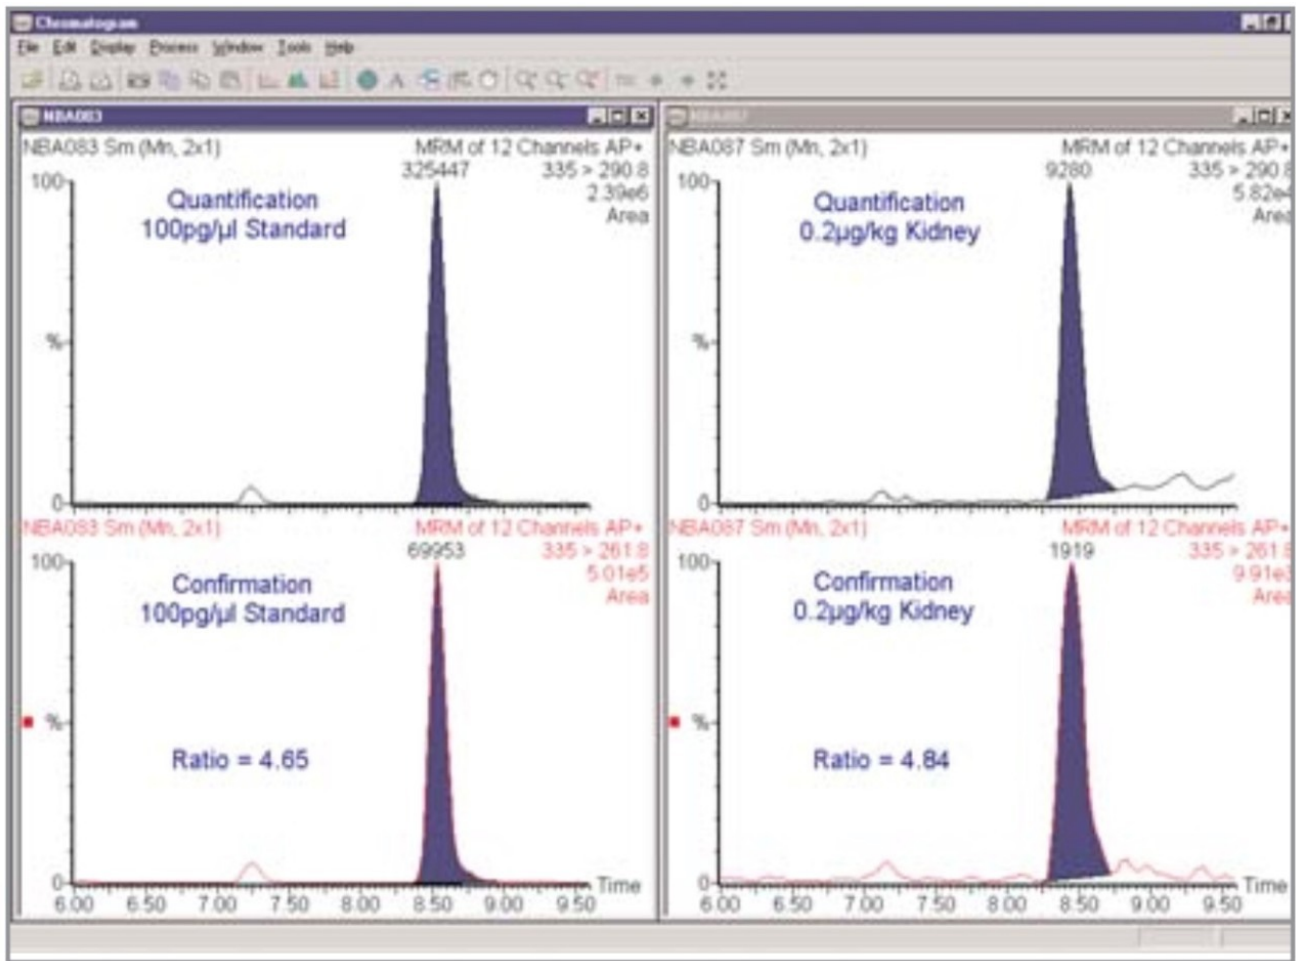 Chromatogram
File Edit Display Process Window Tools Help
NBA083
NBA083 Sm (Mn, 2x1)
MRM of 12 Channels AP+
325447
335 > 290.8
2.39e6
Area
100
Quantification
100pg/µl Standard
%
0
NBA083 Sm (Mn, 2x1)
MRM of 12 Channels AP+
69953
335 > 261.8
5.01e5
Area
100
Confirmation
100pg/µl Standard
%
Ratio = 4.65
0
Time
6.00 6.50 7.00 7.50 8.00 8.50 9.00 9.50
NBA087
NBA087 Sm (Mn, 2x1)
MRM of 12 Channels AP+
9280
335 > 290.8
5.82e4
Area
100
Quantification
0.2µg/kg Kidney
%
0
NBA087 Sm (Mn, 2x1)
MRM of 12 Channels AP+
1919
335 > 261.8
9.91e3
Area
100
Confirmation
0.2µg/kg Kidney
%
Ratio = 4.84
0
Time
6.00 6.50 7.00 7.50 8.00 8.50 9.00 9.50